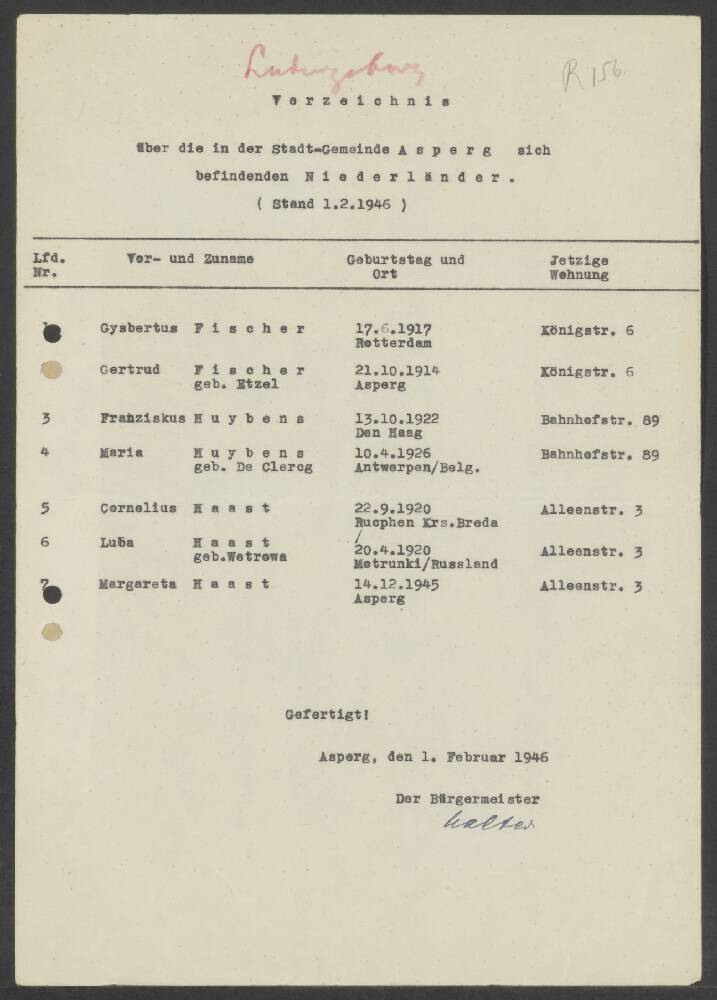 Ludwigsburg
R 156
Verzeichnis
über die in der Stadt-Gemeinde Asperg sich
befindenden Niederländer.
( Stand 1.2.1946 )
Lfd. Nr. Vor- und Zuname Geburtstag und Ort Jetzige Wohnung
Gysbertus Fischer 17.6.1917 Königstr. 6
Rotterdam
Gertrud Fischer 21.10.1914 Königstr. 6
geb. Etzel Asperg
3 Franziskus Huybens 13.10.1922 Bahnhofstr. 89
Den Haag
4 Maria Huybens 10.4.1926 Bahnhofstr. 89
geb. De Clercg Antwerpen/Belg.
5 Cornelius Haast 22.9.1920 Alleenstr. 3
Rucphen Krs.Breda
/
6 Luba Haast 20.4.1920 Alleenstr. 3
geb.Wetrowa Motrunki/Russland
7 Margareta Haast 14.12.1945 Alleenstr. 3
Asperg
Gefertigt!
Asperg, den 1. Februar 1946
Der Bürgermeister